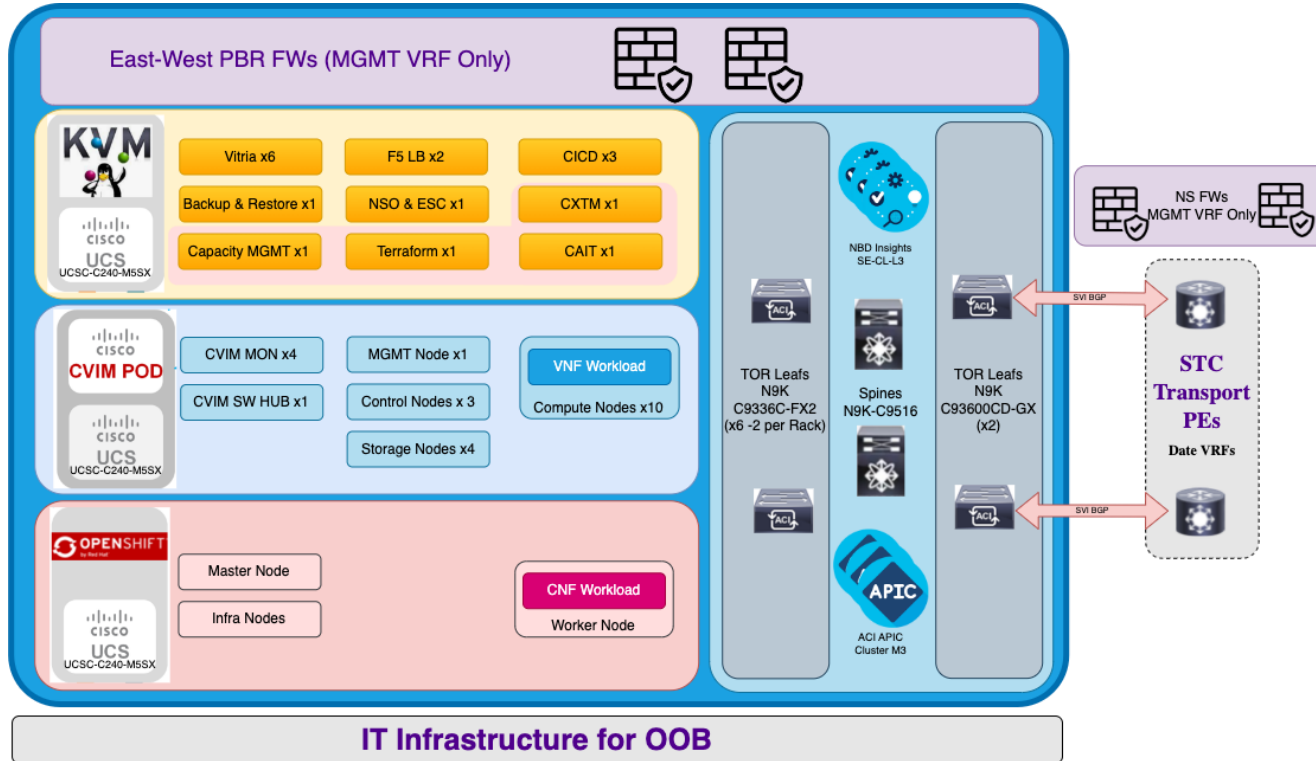 East-West PBR FWs (MGMT VRF Only)
KVM
CISCO
UCS
UCSC-C240-M5SX
Vitria x6
F5 LB x2
CICD x3
Backup & Restore x1
NSO & ESC x1
CXTM x1
Capacity MGMT x1
Terraform x1
CAIT x1
CISCO
CVIM POD
CISCO
UCS
UCSC-C240-M5SX
CVIM MON x4
MGMT Node x1
VNF Workload
CVIM SW HUB x1
Control Nodes x 3
Compute Nodes x10
Storage Nodes x4
OPENSHIFT
by Red Hat
CISCO
UCS
UCSC-C240-M5SX
Master Node
Infra Nodes
CNF Workload
Worker Node
ACI
TOR Leafs
N9K
C9336C-FX2
(x6 -2 per Rack)
ACI
NBD Insights
SE-CL-L3
Spines
N9K-C9516
APIC
ACI APIC
Cluster M3
ACI
TOR Leafs
N9K
C93600CD-GX
(x2)
ACI
NS FWs
MGMT VRF Only
SVI BGP
STC
Transport
PEs
Date VRFs
SVI BGP
IT Infrastructure for OOB